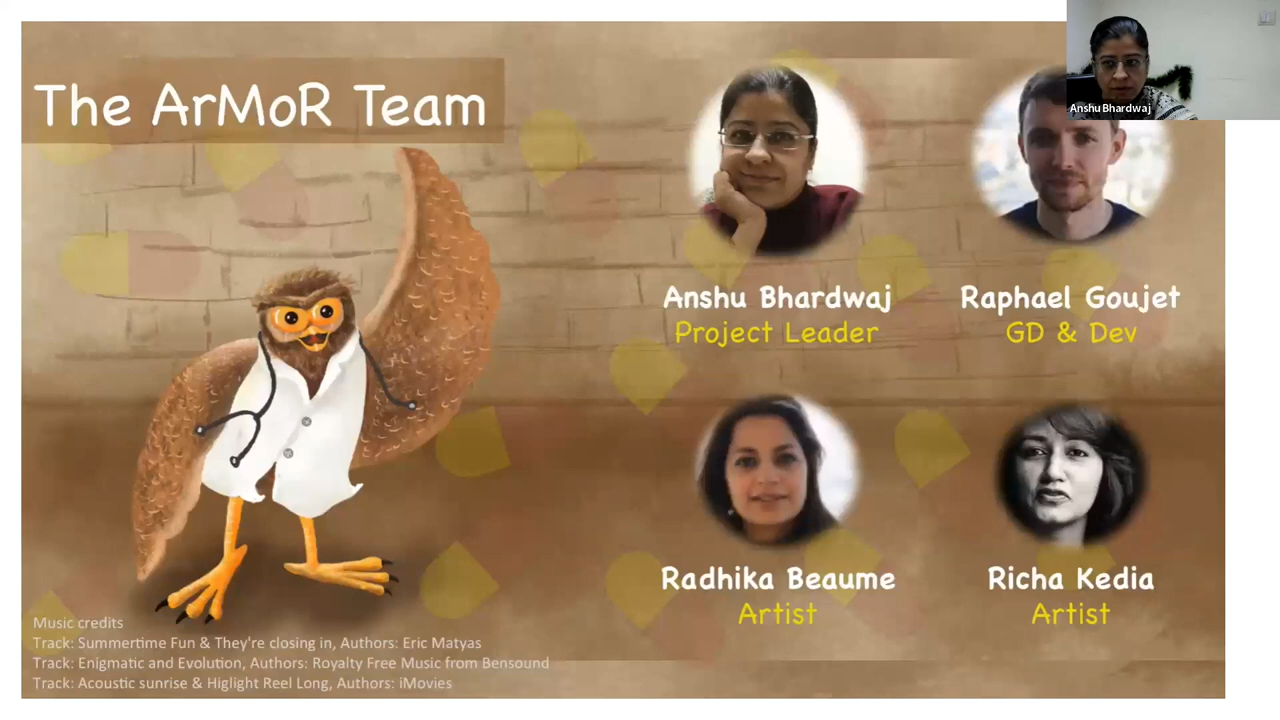 The ArMoR Team
Anshu Bhardwaj
Anshu Bhardwaj
Project Leader
Raphael Goujet
GD & Dev
Radhika Beaume
Artist
Richa Kedia
Artist
Music credits
Track: Summertime Fun & They're closing in, Authors: Eric Matyas
Track: Enigmatic and Evolution, Authors: Royalty Free Music from Bensound
Track: Acoustic sunrise & Higlight Reel Long, Authors: iMovies